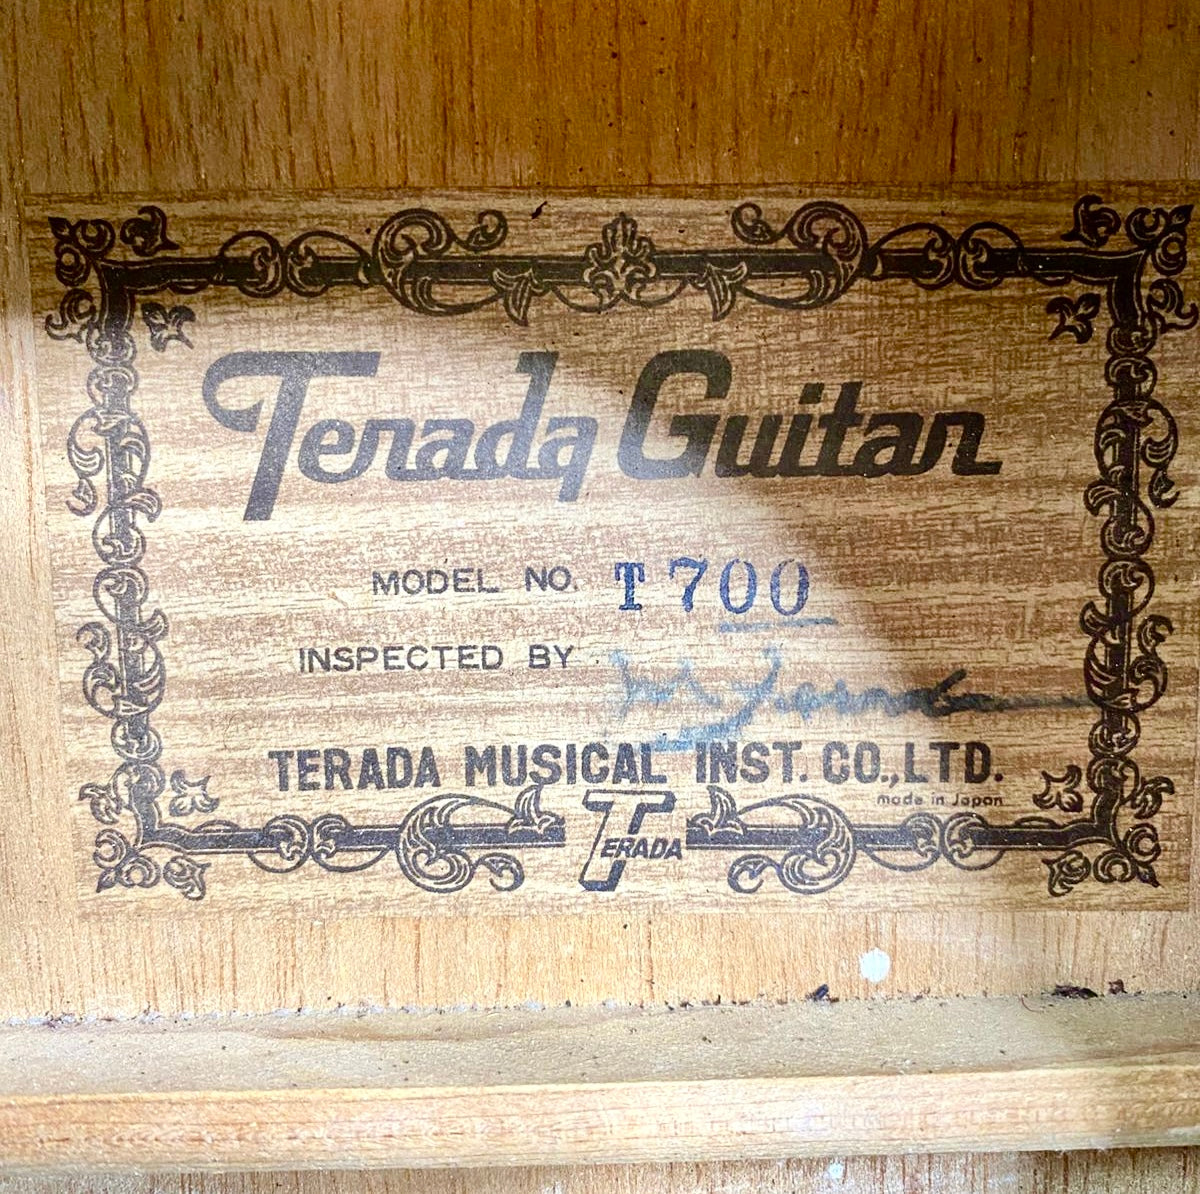 Terada Guitar
MODEL NO. T700
INSPECTED BY
TERADA MUSICAL INST. CO., LTD.
made in Japan
TERADA